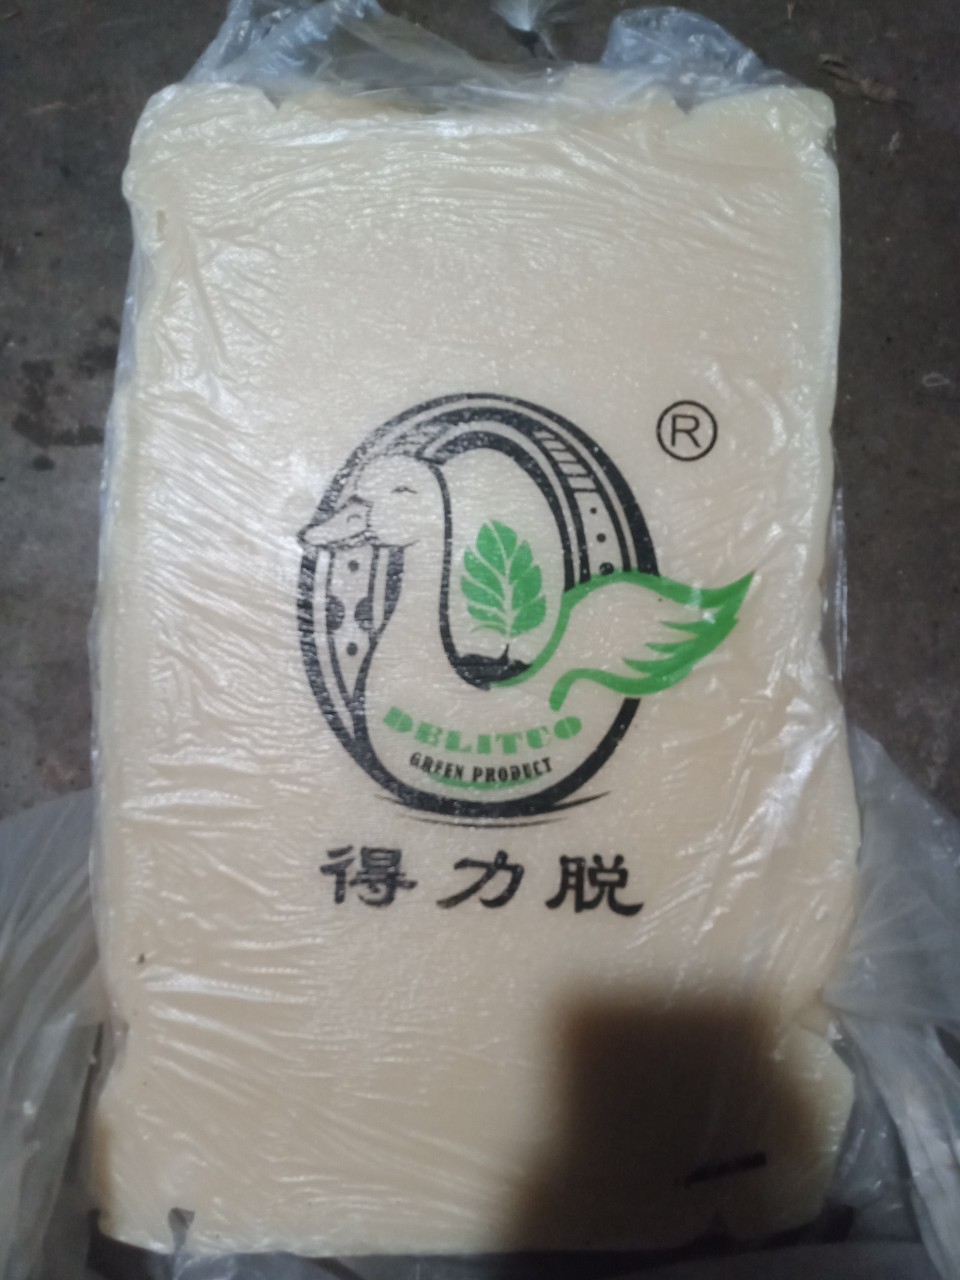 ®
DELITUO
GREEN PRODUCT
得力脱